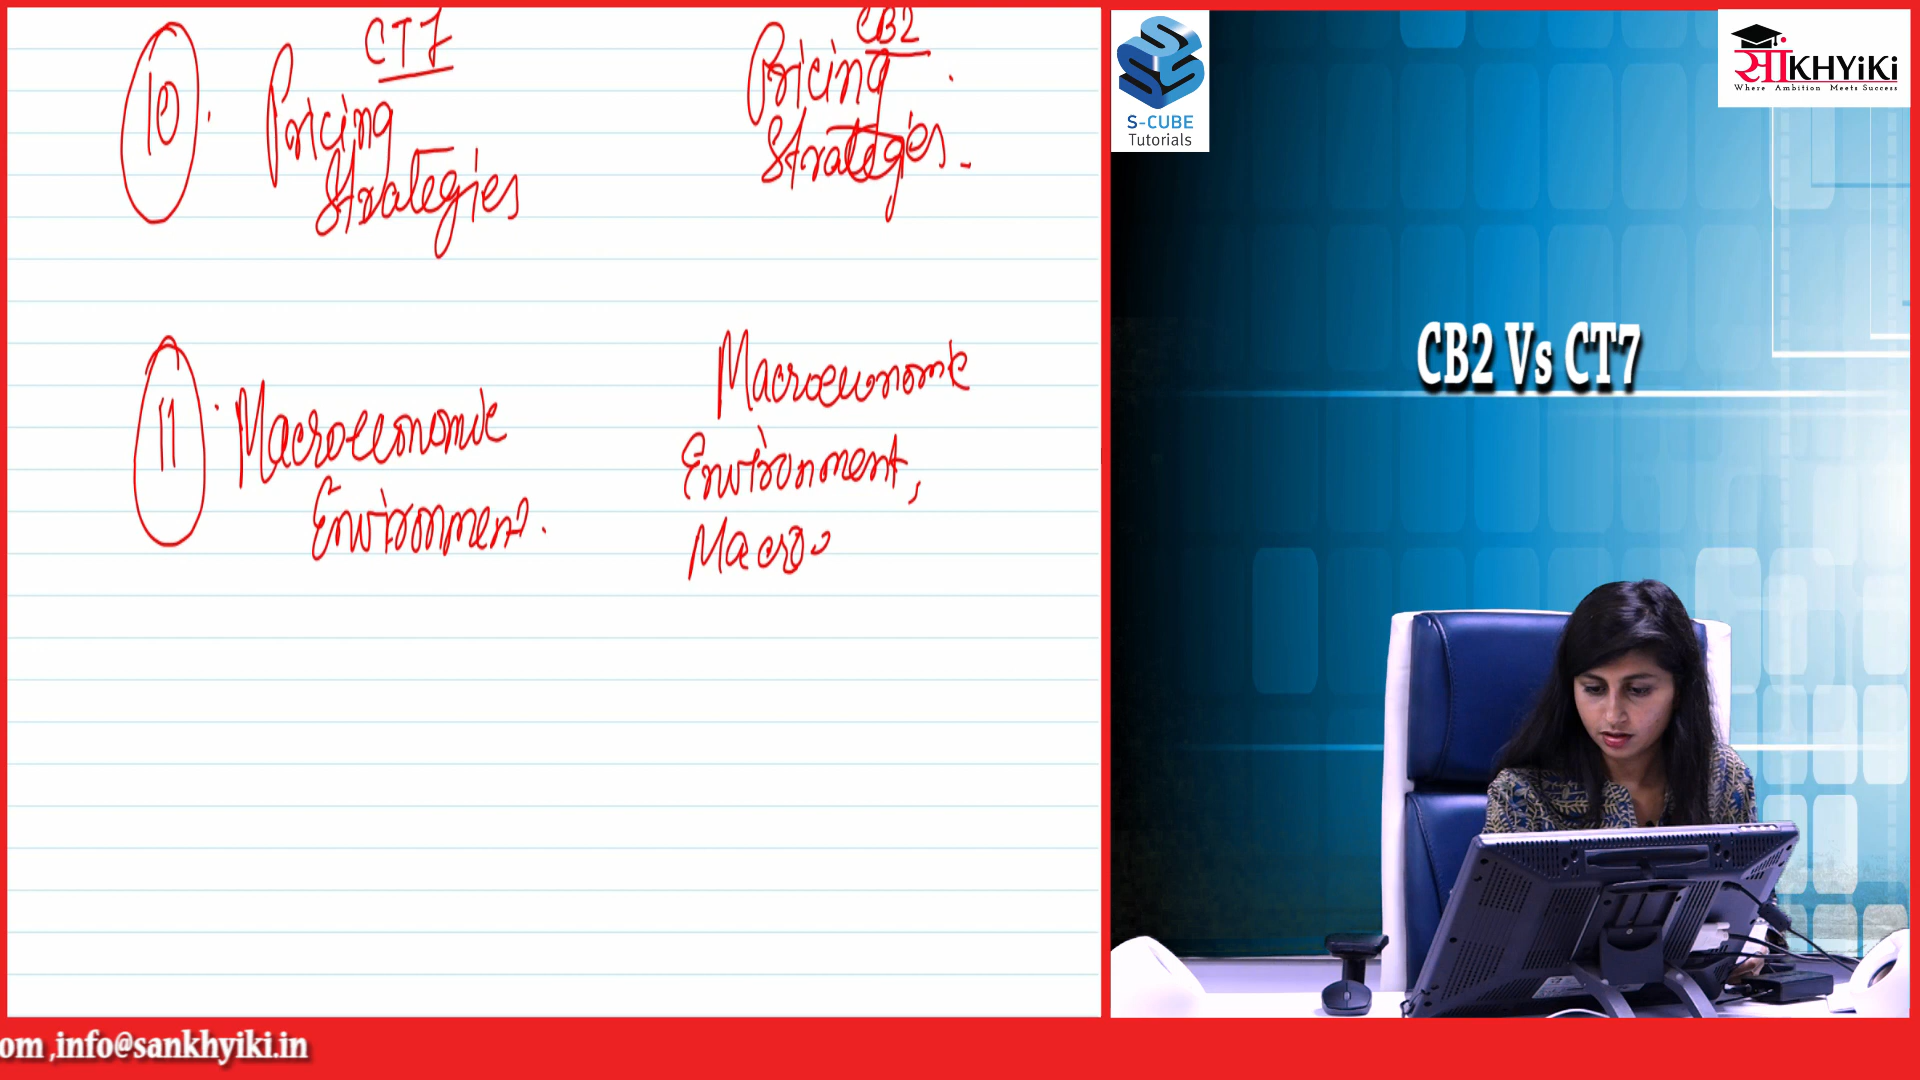 CT7
CB2
10.
Pricing
Strategies
Pricing
Strategies.
11.
Macroeconomic
Environment.
Macroeconomic
Environment,
Macro
S-CUBE
Tutorials
सांKHYiKi
Where Ambition Meets Success
CB2 Vs CT7
om ,info@sankhyiki.in